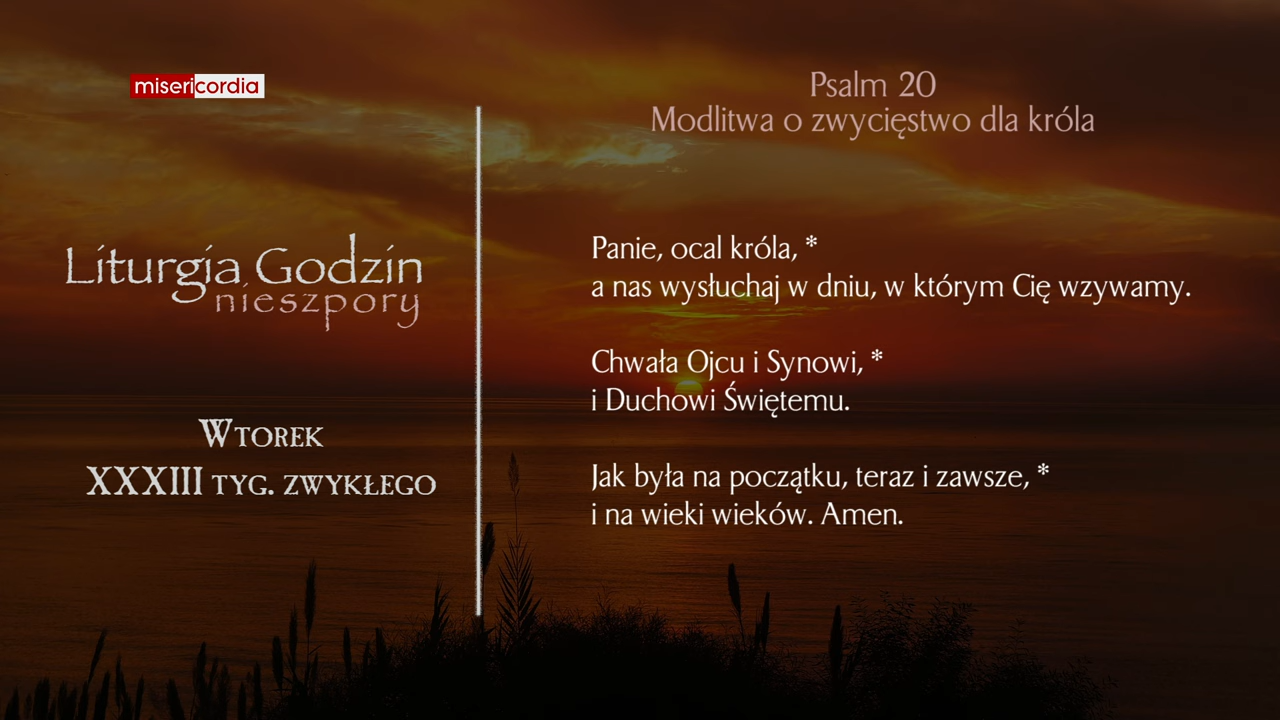 misericordia
Liturgia Godzin
nieszpory
Wtorek
XXXIII tyg. zwykłego
Psalm 20
Modlitwa o zwycięstwo dla króla
Panie, ocal króla, *
a nas wysłuchaj w dniu, w którym Cię wzywamy.
Chwała Ojcu i Synowi, *
i Duchowi Świętemu.
Jak była na początku, teraz i zawsze, *
i na wieki wieków. Amen.